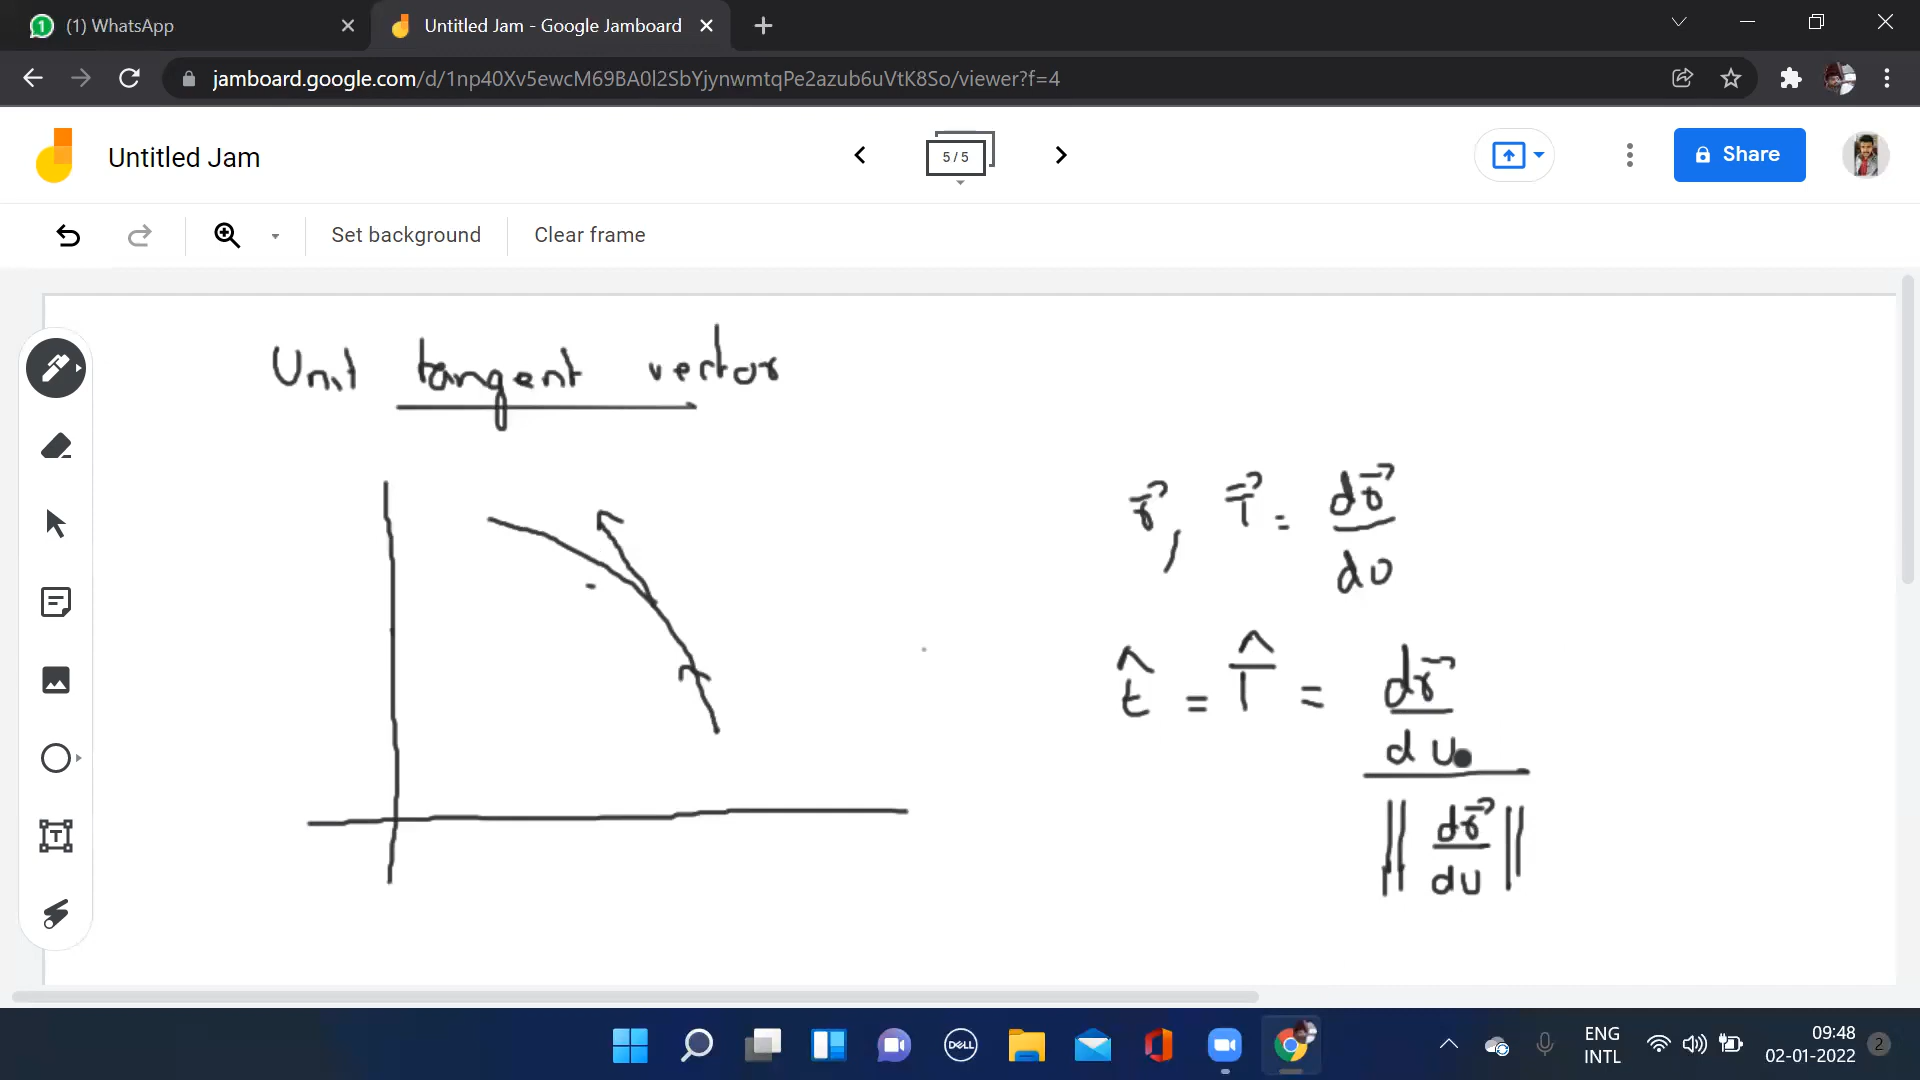 (1) WhatsApp
Untitled Jam - Google Jamboard
jamboard.google.com/d/1np40Xv5ewcM69BA0l2SbYjynwmtqPe2azub6uVtK8So/viewer?f=4
Untitled Jam
5 / 5
Share
Set background
Clear frame
Unit tangent vector
r⃗, T⃗ = dr⃗/du
t̂ = T̂ = (dr⃗/du) / ||dr⃗/du||
DELL
ENG
INTL
09:48
02-01-2022
2